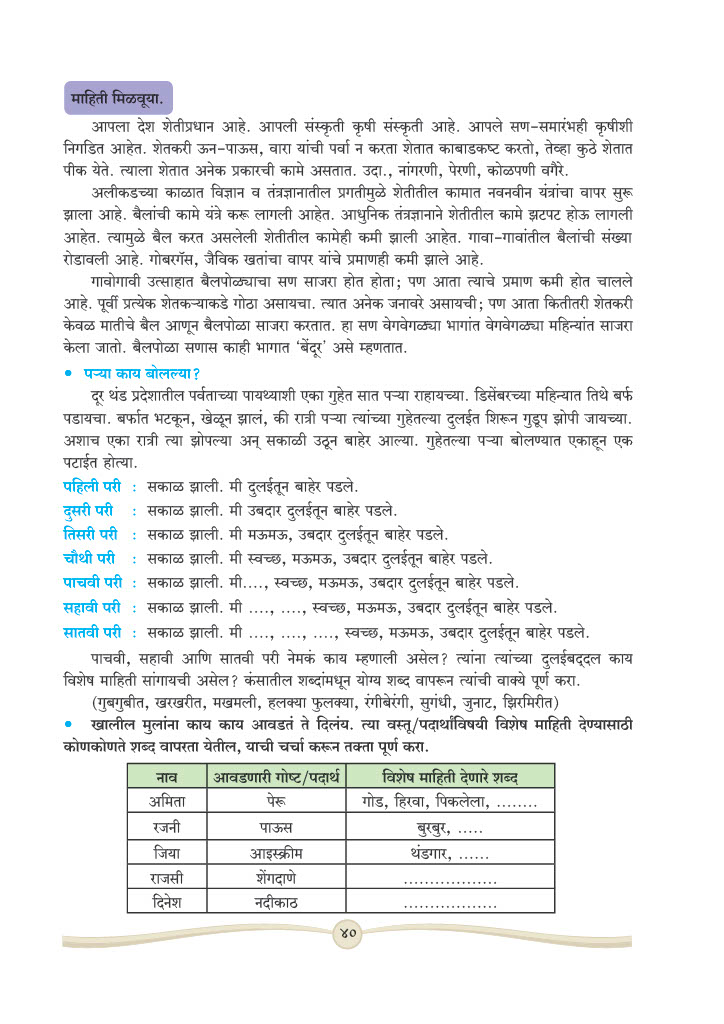 माहिती मिळवूया.
आपला देश शेतीप्रधान आहे. आपली संस्कृती कृषी संस्कृती आहे. आपले सण-समारंभही कृषीशी
निगडित आहेत. शेतकरी ऊन-पाऊस, वारा यांची पर्वा न करता शेतात काबाडकष्ट करतो, तेव्हा कुठे शेतात
पीक येते. त्याला शेतात अनेक प्रकारची कामे असतात. उदा., नांगरणी, पेरणी, कोळपणी वगैरे.
अलीकडच्या काळात विज्ञान व तंत्रज्ञानातील प्रगतीमुळे शेतीतील कामात नवनवीन यंत्रांचा वापर सुरू
झाला आहे. बैलांची कामे यंत्रे करू लागली आहेत. आधुनिक तंत्रज्ञानाने शेतीतील कामे झटपट होऊ लागली
आहेत. त्यामुळे बैल करत असलेली शेतीतील कामेही कमी झाली आहेत. गावा-गावांतील बैलांची संख्या
रोडावली आहे. गोबरगॅस, जैविक खतांचा वापर यांचे प्रमाणही कमी झाले आहे.
गावोगावी उत्साहात बैलपोळ्याचा सण साजरा होत होता; पण आता त्याचे प्रमाण कमी होत चालले
आहे. पूर्वी प्रत्येक शेतकऱ्याकडे गोठा असायचा. त्यात अनेक जनावरे असायची; पण आता कितीतरी शेतकरी
केवळ मातीचे बैल आणून बैलपोळा साजरा करतात. हा सण वेगवेगळ्या भागांत वेगवेगळ्या महिन्यांत साजरा
केला जातो. बैलपोळा सणास काही भागात ‘बेंदूर’ असे म्हणतात.
• पऱ्या काय बोलल्या?
दूर थंड प्रदेशातील पर्वताच्या पायथ्याशी एका गुहेत सात पऱ्या राहायच्या. डिसेंबरच्या महिन्यात तिथे बर्फ
पडायचा. बर्फात भटकून, खेळून झालं, की रात्री पऱ्या त्यांच्या गुहेतल्या दुलईत शिरून गुडूप झोपी जायच्या.
अशाच एका रात्री त्या झोपल्या अन् सकाळी उठून बाहेर आल्या. गुहेतल्या पऱ्या बोलण्यात एकाहून एक
पटाईत होत्या.
पहिली परी : सकाळ झाली. मी दुलईतून बाहेर पडले.
दुसरी परी : सकाळ झाली. मी उबदार दुलईतून बाहेर पडले.
तिसरी परी : सकाळ झाली. मी मऊमऊ, उबदार दुलईतून बाहेर पडले.
चौथी परी : सकाळ झाली. मी स्वच्छ, मऊमऊ, उबदार दुलईतून बाहेर पडले.
पाचवी परी : सकाळ झाली. मी...., स्वच्छ, मऊमऊ, उबदार दुलईतून बाहेर पडले.
सहावी परी : सकाळ झाली. मी ...., ...., स्वच्छ, मऊमऊ, उबदार दुलईतून बाहेर पडले.
सातवी परी : सकाळ झाली. मी ...., ...., ...., स्वच्छ, मऊमऊ, उबदार दुलईतून बाहेर पडले.
पाचवी, सहावी आणि सातवी परी नेमकं काय म्हणाली असेल? त्यांना त्यांच्या दुलईबद्दल काय
विशेष माहिती सांगायची असेल? कंसातील शब्दांमधून योग्य शब्द वापरून त्यांची वाक्ये पूर्ण करा.
(गुबगुबीत, खरखरीत, मखमली, हलक्या फुलक्या, रंगीबेरंगी, सुगंधी, जुनाट, झिरमिरीत)
• खालील मुलांना काय काय आवडतं ते दिलंय. त्या वस्तू/पदार्थांविषयी विशेष माहिती देण्यासाठी
कोणकोणते शब्द वापरता येतील, याची चर्चा करून तक्ता पूर्ण करा.
नाव आवडणारी गोष्ट/पदार्थ विशेष माहिती देणारे शब्द
अमिता पेरू गोड, हिरवा, पिकलेला, ........
रजनी पाऊस बुरबुर, .....
जिया आइस्क्रीम थंडगार, ......
राजसी शेंगदाणे ..................
दिनेश नदीकाठ ..................
४०